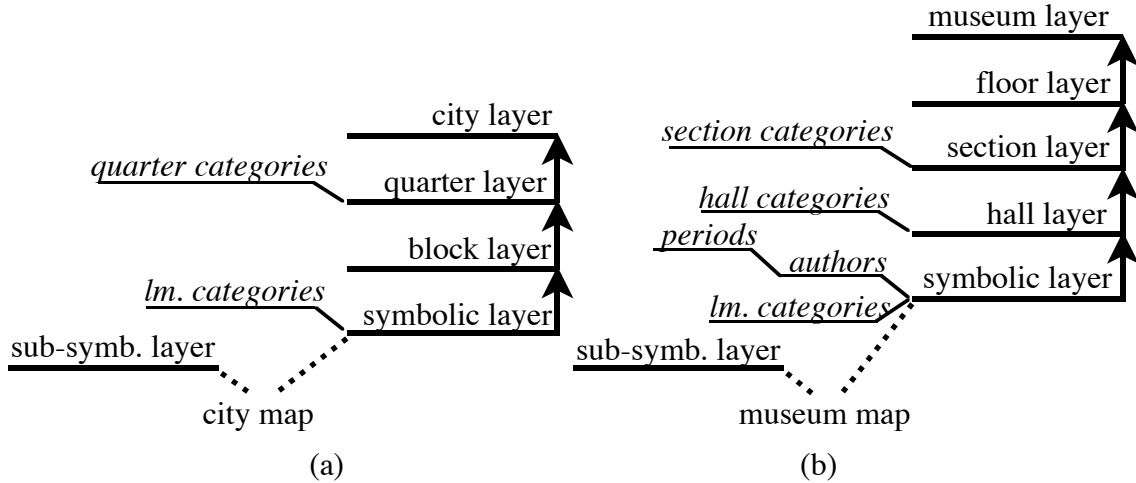 city layer
quarter categories
quarter layer
block layer
lm. categories
symbolic layer
sub-symb. layer
city map
(a)
museum layer
floor layer
section categories
section layer
hall categories
hall layer
periods
authors
symbolic layer
lm. categories
sub-symb. layer
museum map
(b)